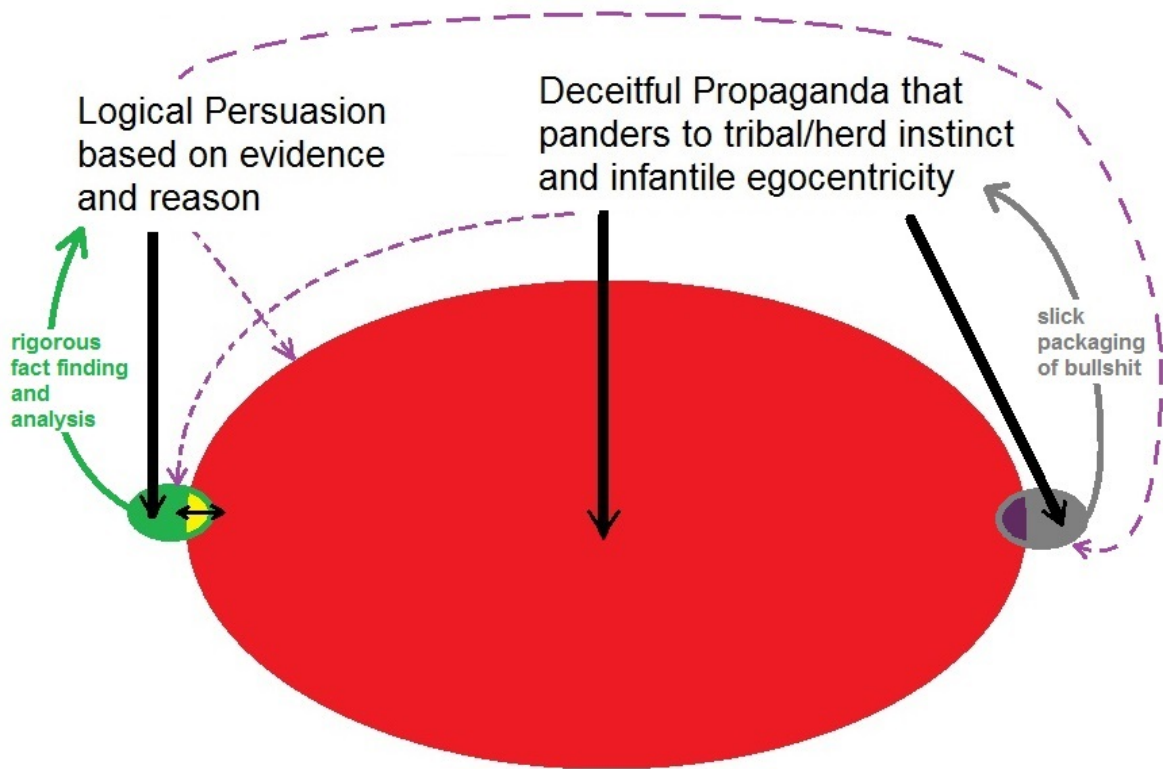 Logical Persuasion
based on evidence
and reason
Deceitful Propaganda that
panders to tribal/herd instinct
and infantile egocentricity
rigorous
fact finding
and
analysis
slick
packaging
of bullshit